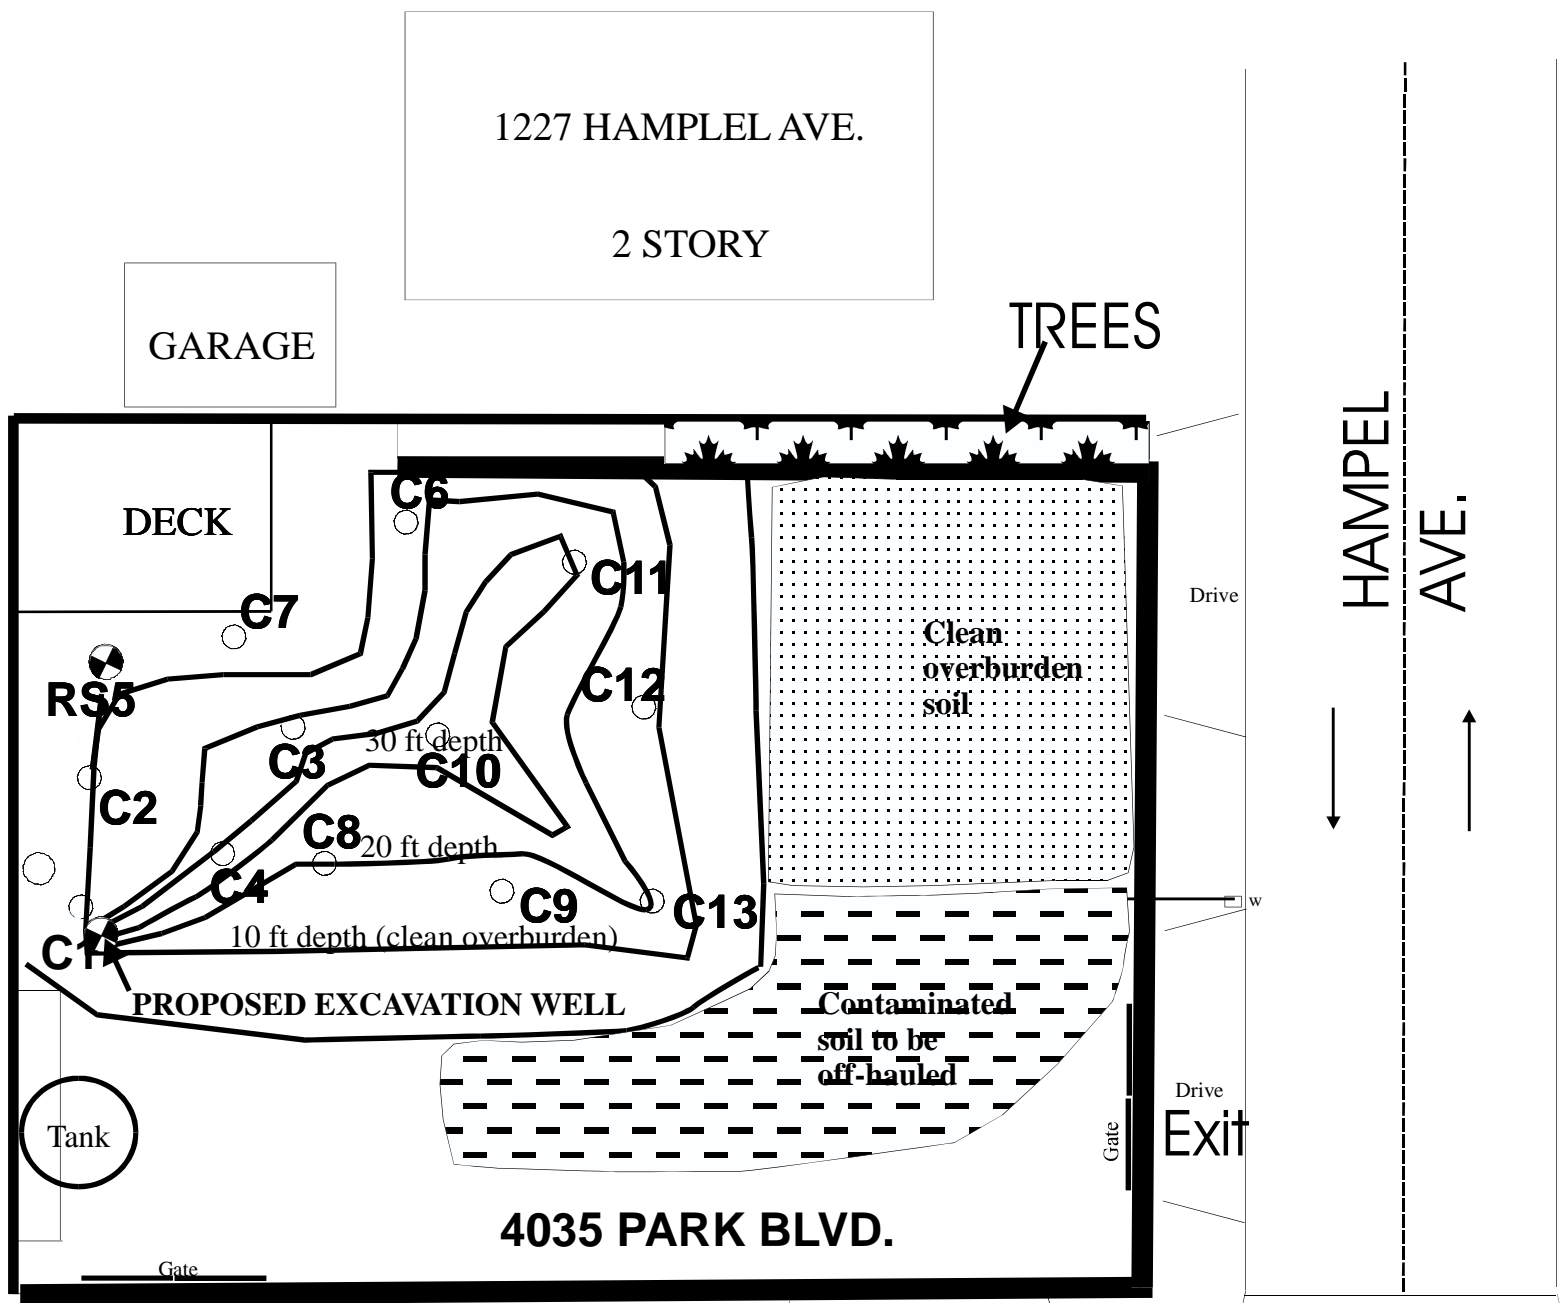 1227 HAMPLEL AVE.
2 STORY
GARAGE
TREES
HAMPEL
AVE.
C6
DECK
C11
Drive
C7
Clean
overburden
soil
RS5
C12
30 ft depth
C3
C10
C2
C8
20 ft depth
C4
C9
C13
w
10 ft depth (clean overburden)
C1
PROPOSED EXCAVATION WELL
Contaminated
soil to be
off-hauled
Drive
Tank
Gate
Exit
4035 PARK BLVD.
Gate